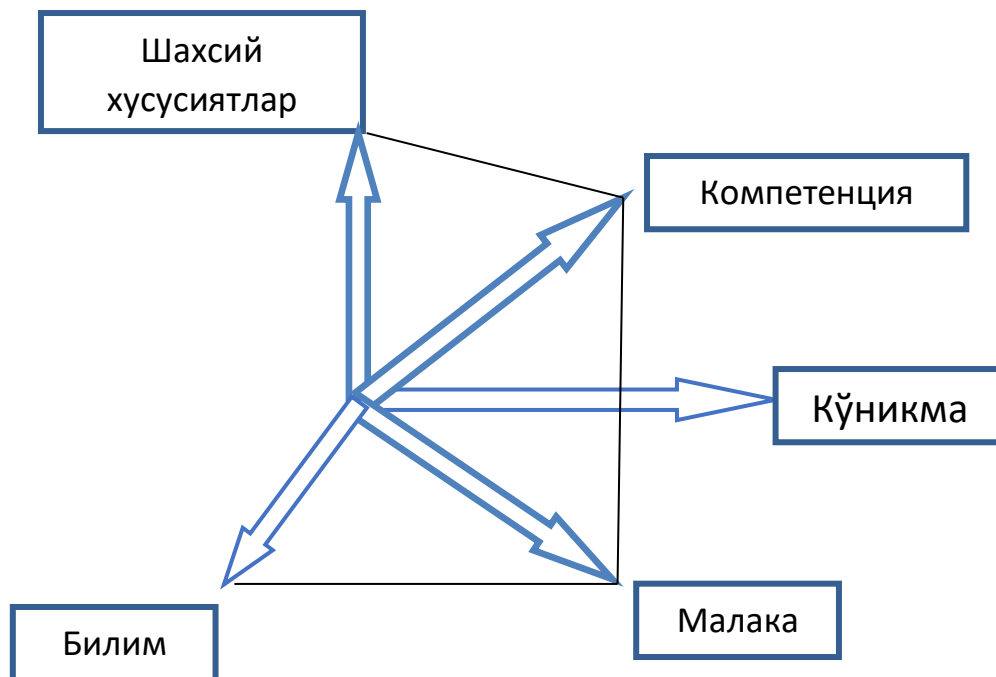 Шахсий
хусусиятлар
Компетенция
Кўникма
Малака
Билим